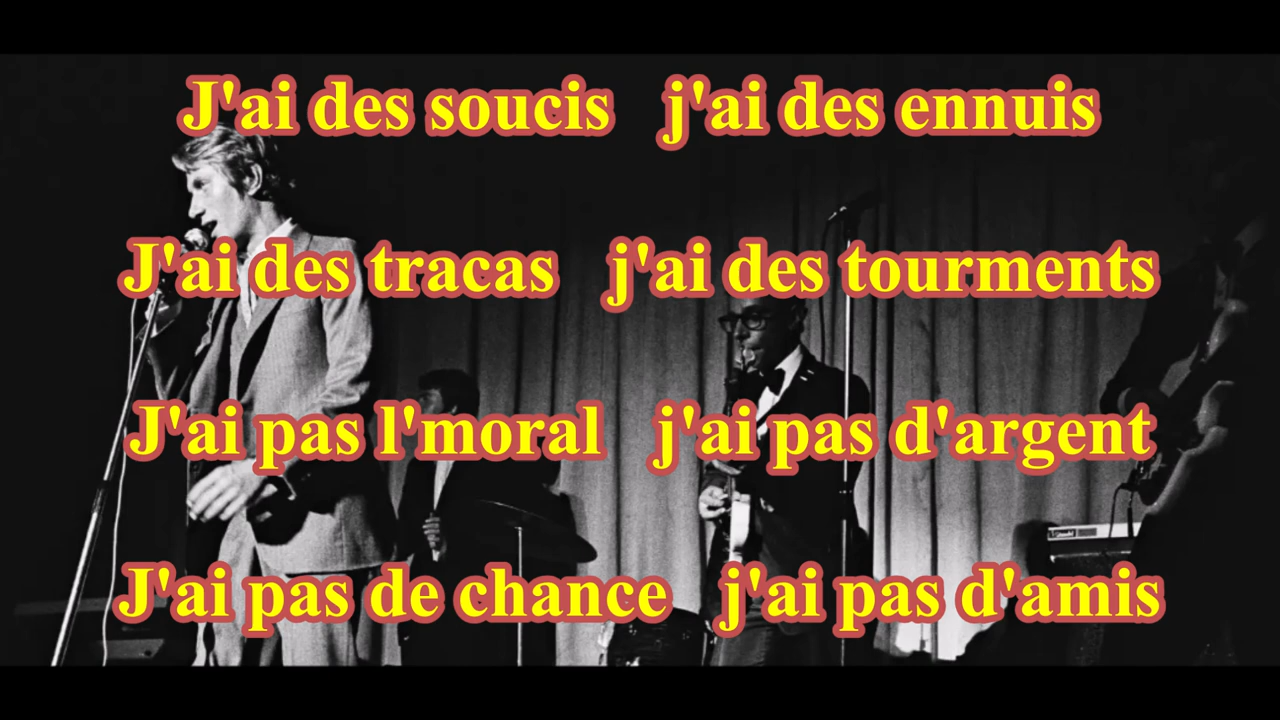 J'ai des soucis   j'ai des ennuis
J'ai des tracas   j'ai des tourments
J'ai pas l'moral   j'ai pas d'argent
J'ai pas de chance   j'ai pas d'amis